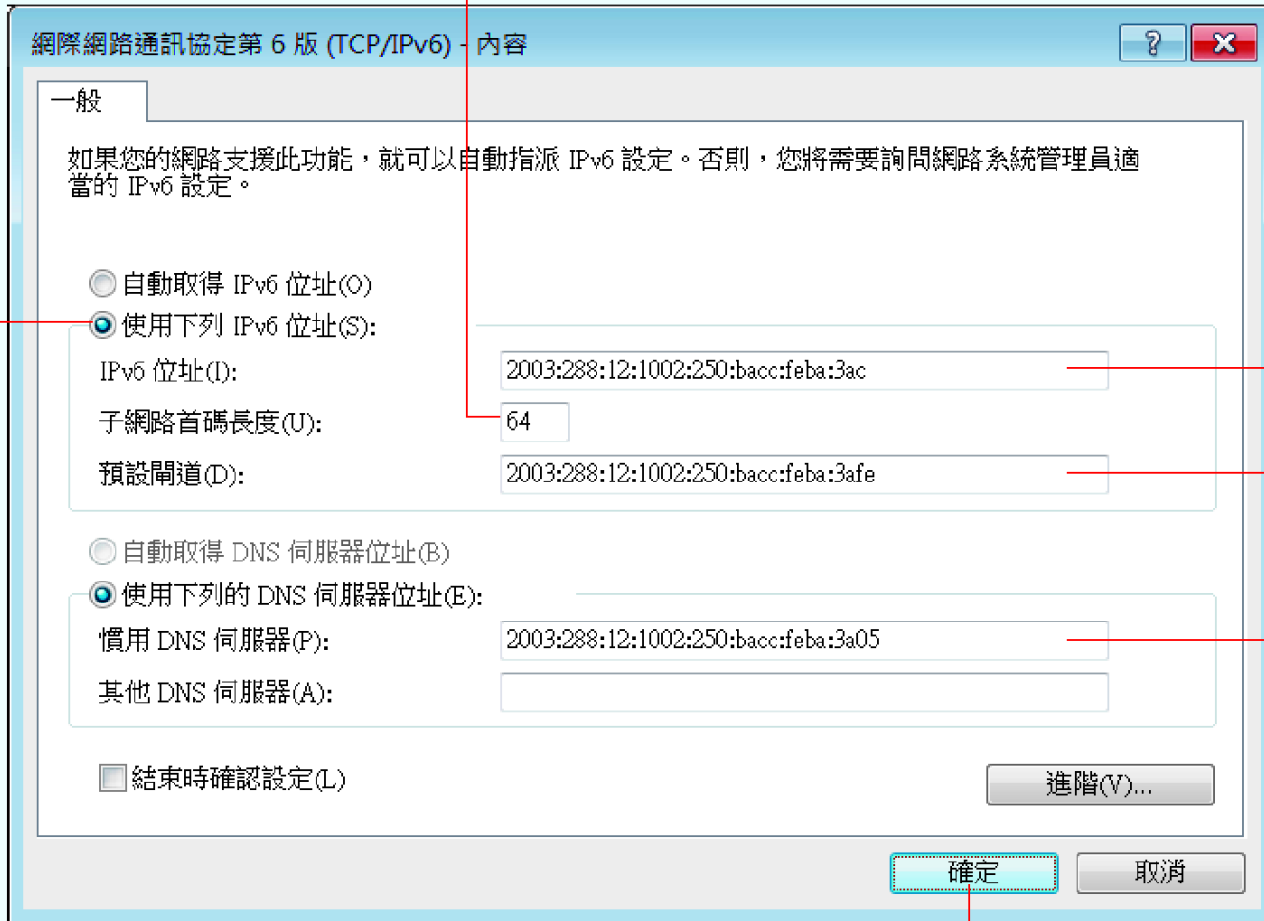 網際網路通訊協定第 6 版 (TCP/IPv6) - 內容
一般
如果您的網路支援此功能，就可以自動指派 IPv6 設定。否則，您將需要詢問網路系統管理員適
當的 IPv6 設定。
自動取得 IPv6 位址(O)
使用下列 IPv6 位址(S):
IPv6 位址(I):
2003:288:12:1002:250:bacc:feba:3ac
子網路首碼長度(U):
64
預設閘道(D):
2003:288:12:1002:250:bacc:feba:3afe
自動取得 DNS 伺服器位址(B)
使用下列的 DNS 伺服器位址(E):
慣用 DNS 伺服器(P):
2003:288:12:1002:250:bacc:feba:3a05
其他 DNS 伺服器(A):
結束時確認設定(L)
進階(V)...
確定
取消